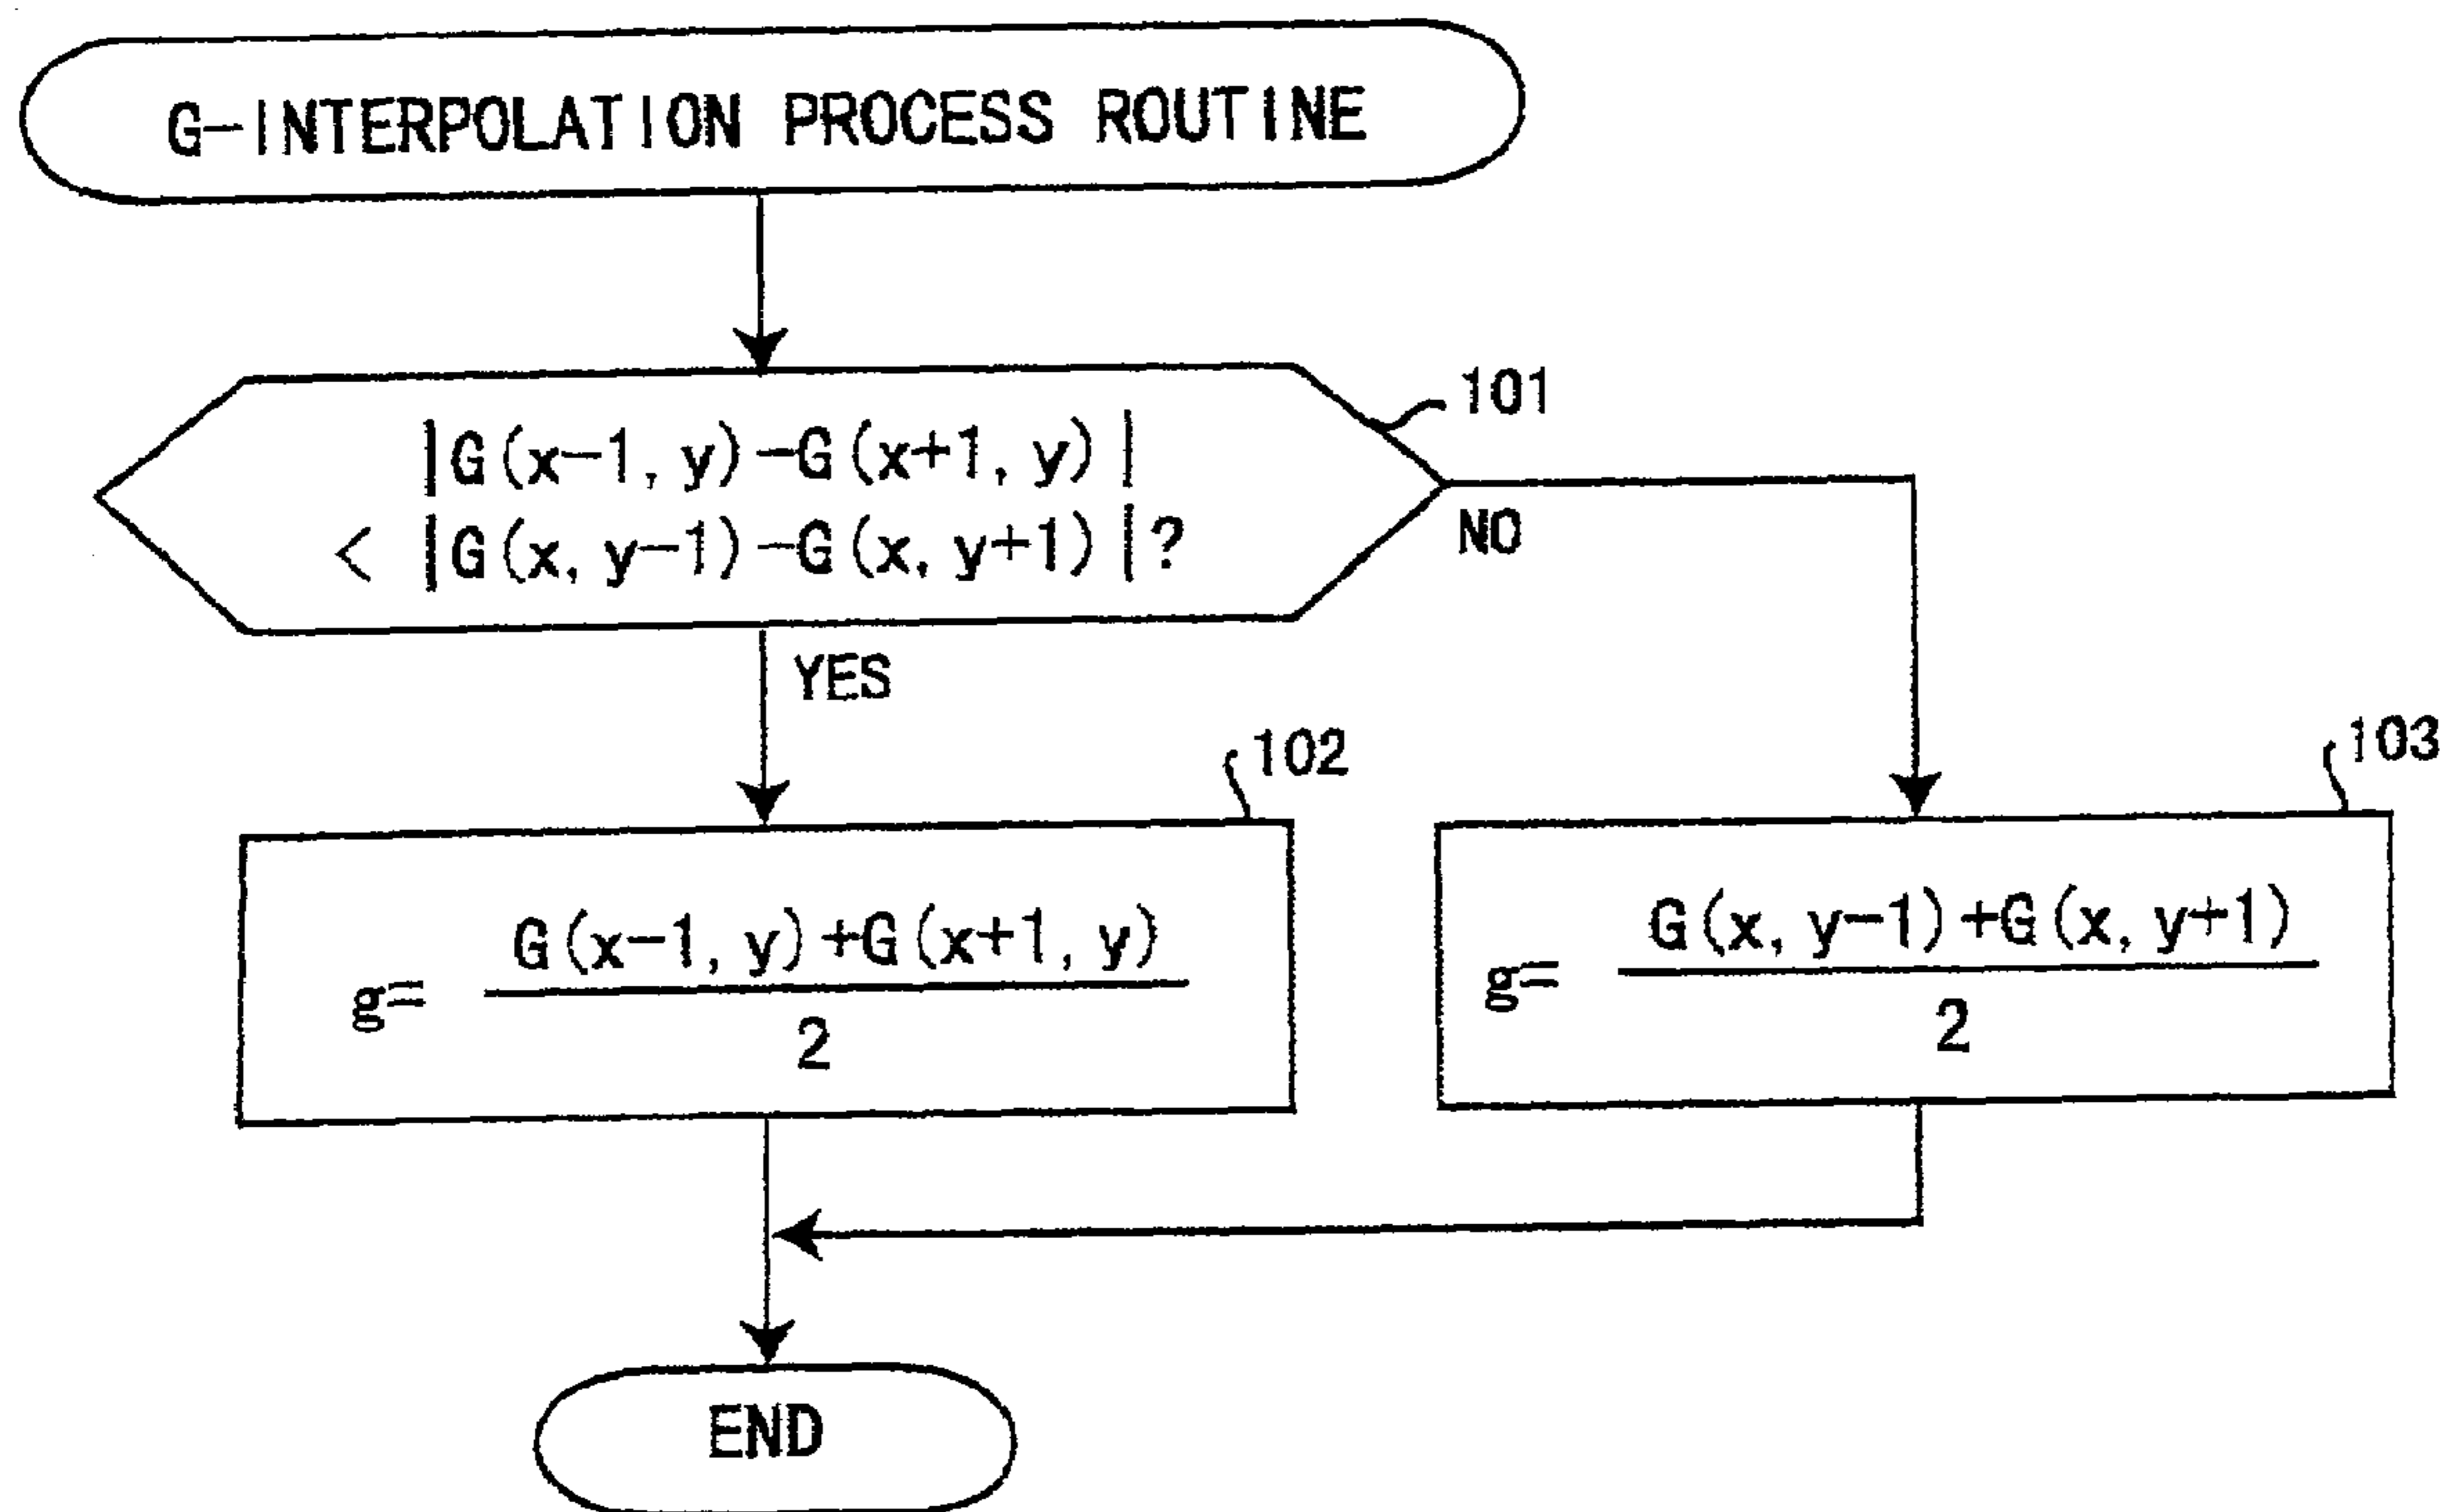 G-INTERPOLATION PROCESS ROUTINE
101
|G(x-1, y)-G(x+1, y)|
< |G(x, y-1)-G(x, y+1)|?
NO
YES
102
103
G(x-1, y)+G(x+1, y)
g=
2
G(x, y-1)+G(x, y+1)
g=
2
END